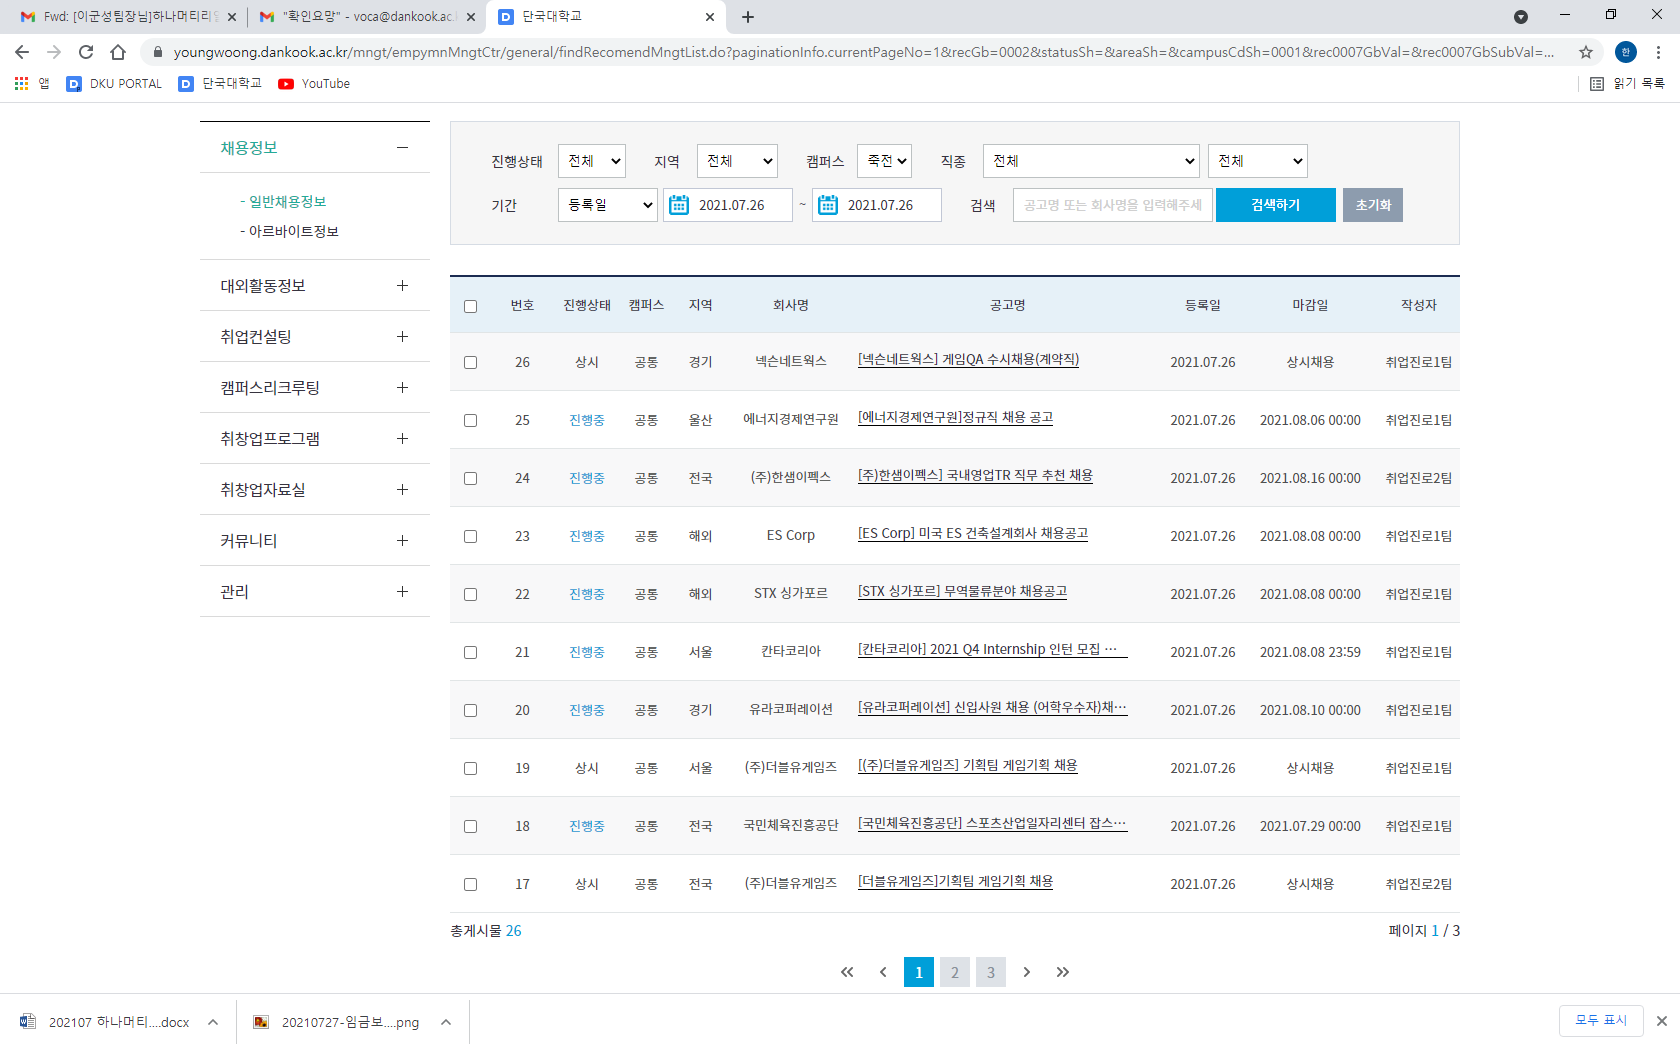 Fwd: [이군성팀장님]하나머티리얼
"확인요망" - voca@dankook.ac.
단국대학교
youngwoong.dankook.ac.kr/mngt/empymnMngtCtr/general/findRecomendMngtList.do?paginationInfo.currentPageNo=1&recGb=0002&statusSh=&areaSh=&campusCdSh=0001&rec0007GbVal=&rec0007GbSubVal=...
한
앱 DKU PORTAL 단국대학교 YouTube 읽기 목록
채용정보
- 일반채용정보
- 아르바이트정보
대외활동정보
취업컨설팅
캠퍼스리크루팅
취창업프로그램
취창업자료실
커뮤니티
관리
진행상태 전체 지역 전체 캠퍼스 죽전 직종 전체 전체
기간 등록일 2021.07.26 ~ 2021.07.26 검색 공고명 또는 회사명을 입력해주세 검색하기 초기화
번호 진행상태 캠퍼스 지역 회사명 공고명 등록일 마감일 작성자
26 상시 공통 경기 넥슨네트웍스 [넥슨네트웍스] 게임QA 수시채용(계약직) 2021.07.26 상시채용 취업진로1팀
25 진행중 공통 울산 에너지경제연구원 [에너지경제연구원]정규직 채용 공고 2021.07.26 2021.08.06 00:00 취업진로1팀
24 진행중 공통 전국 (주)한샘이펙스 [주)한샘이펙스] 국내영업TR 직무 추천 채용 2021.07.26 2021.08.16 00:00 취업진로2팀
23 진행중 공통 해외 ES Corp [ES Corp] 미국 ES 건축설계회사 채용공고 2021.07.26 2021.08.08 00:00 취업진로1팀
22 진행중 공통 해외 STX 싱가포르 [STX 싱가포르] 무역물류분야 채용공고 2021.07.26 2021.08.08 00:00 취업진로1팀
21 진행중 공통 서울 칸타코리아 [칸타코리아] 2021 Q4 Internship 인턴 모집 … 2021.07.26 2021.08.08 23:59 취업진로1팀
20 진행중 공통 경기 유라코퍼레이션 [유라코퍼레이션] 신입사원 채용 (어학우수자)채… 2021.07.26 2021.08.10 00:00 취업진로1팀
19 상시 공통 서울 (주)더블유게임즈 [(주)더블유게임즈] 기획팀 게임기획 채용 2021.07.26 상시채용 취업진로1팀
18 진행중 공통 전국 국민체육진흥공단 [국민체육진흥공단] 스포츠산업일자리센터 잡스… 2021.07.26 2021.07.29 00:00 취업진로1팀
17 상시 공통 전국 (주)더블유게임즈 [더블유게임즈]기획팀 게임기획 채용 2021.07.26 상시채용 취업진로2팀
총게시물 26 페이지 1 / 3
« ‹ 1 2 3 › »
202107 하나머티....docx 20210727-임금보....png 모두 표시